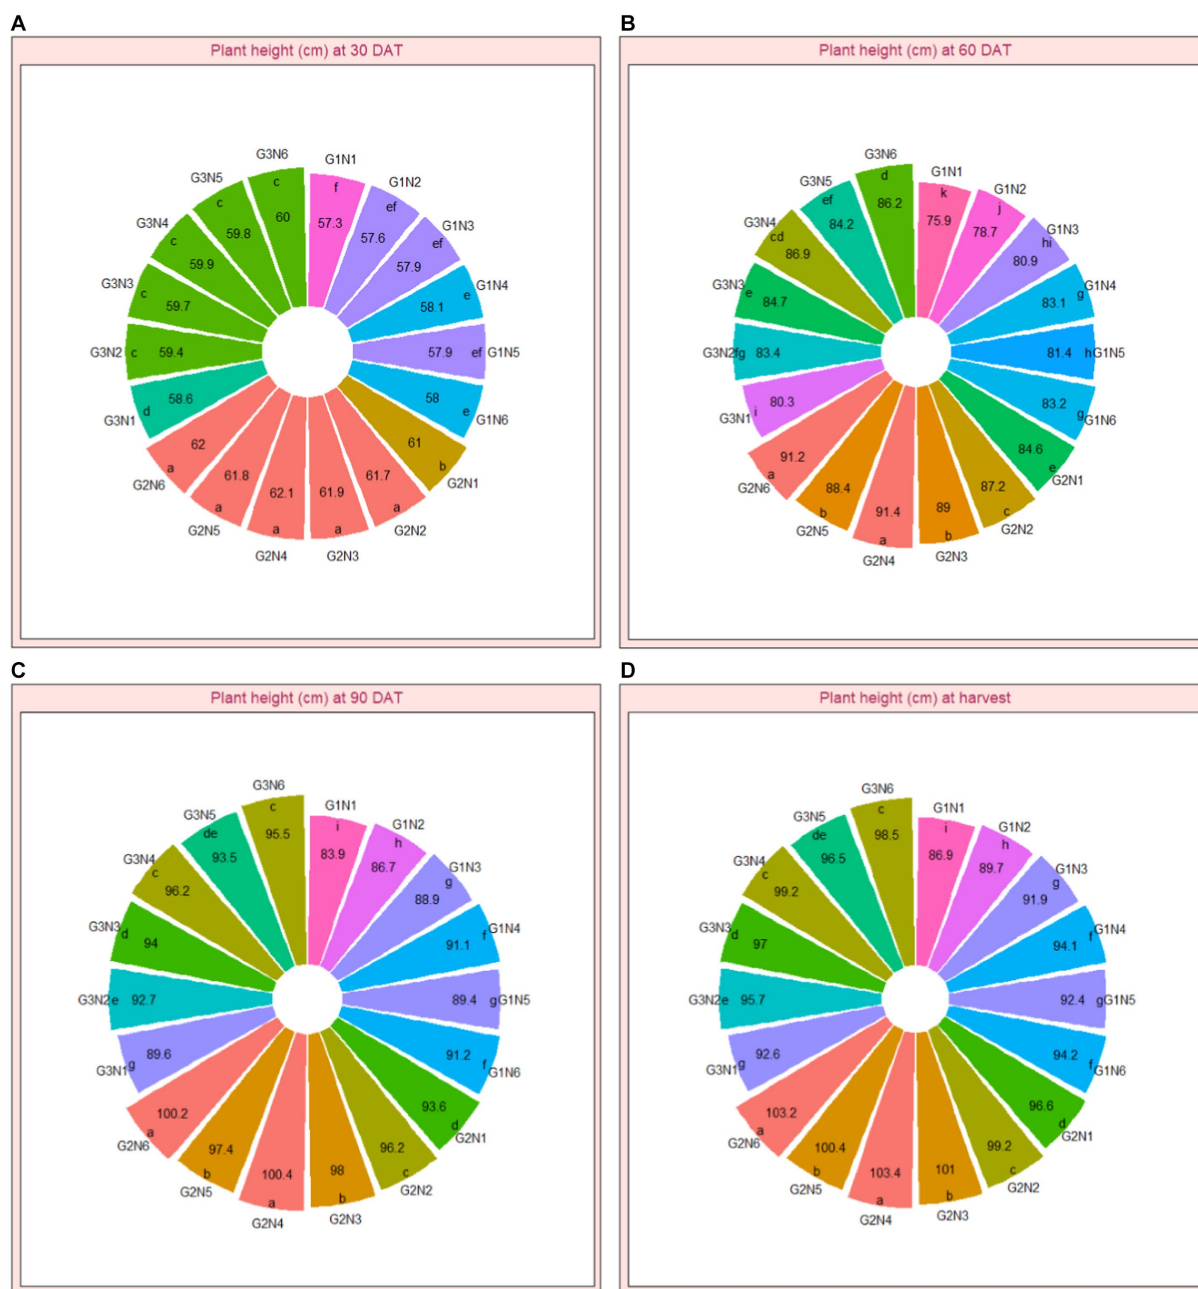 A
Plant height (cm) at 30 DAT
G1N1 f 57.3
G1N2 ef 57.6
G1N3 ef 57.9
G1N4 e 58.1
G1N5 ef 57.9
G1N6 e 58
G2N1 b 61
G2N2 a 61.7
G2N3 a 61.9
G2N4 a 62.1
G2N5 a 61.8
G2N6 a 62
G3N1 d 58.6
G3N2 c 59.4
G3N3 c 59.7
G3N4 c 59.9
G3N5 c 59.8
G3N6 c 60
B
Plant height (cm) at 60 DAT
G1N1 k 75.9
G1N2 j 78.7
G1N3 hi 80.9
G1N4 g 83.1
G1N5 h 81.4
G1N6 g 83.2
G2N1 e 84.6
G2N2 c 87.2
G2N3 b 89
G2N4 a 91.4
G2N5 b 88.4
G2N6 a 91.2
G3N1 i 80.3
G3N2 fg 83.4
G3N3 e 84.7
G3N4 cd 86.9
G3N5 ef 84.2
G3N6 d 86.2
C
Plant height (cm) at 90 DAT
G1N1 i 83.9
G1N2 h 86.7
G1N3 g 88.9
G1N4 f 91.1
G1N5 g 89.4
G1N6 f 91.2
G2N1 d 93.6
G2N2 c 96.2
G2N3 b 98
G2N4 a 100.4
G2N5 b 97.4
G2N6 a 100.2
G3N1 g 89.6
G3N2 e 92.7
G3N3 d 94
G3N4 c 96.2
G3N5 de 93.5
G3N6 c 95.5
D
Plant height (cm) at harvest
G1N1 i 86.9
G1N2 h 89.7
G1N3 g 91.9
G1N4 f 94.1
G1N5 g 92.4
G1N6 f 94.2
G2N1 d 96.6
G2N2 c 99.2
G2N3 b 101
G2N4 a 103.4
G2N5 b 100.4
G2N6 a 103.2
G3N1 g 92.6
G3N2 e 95.7
G3N3 d 97
G3N4 c 99.2
G3N5 de 96.5
G3N6 c 98.5